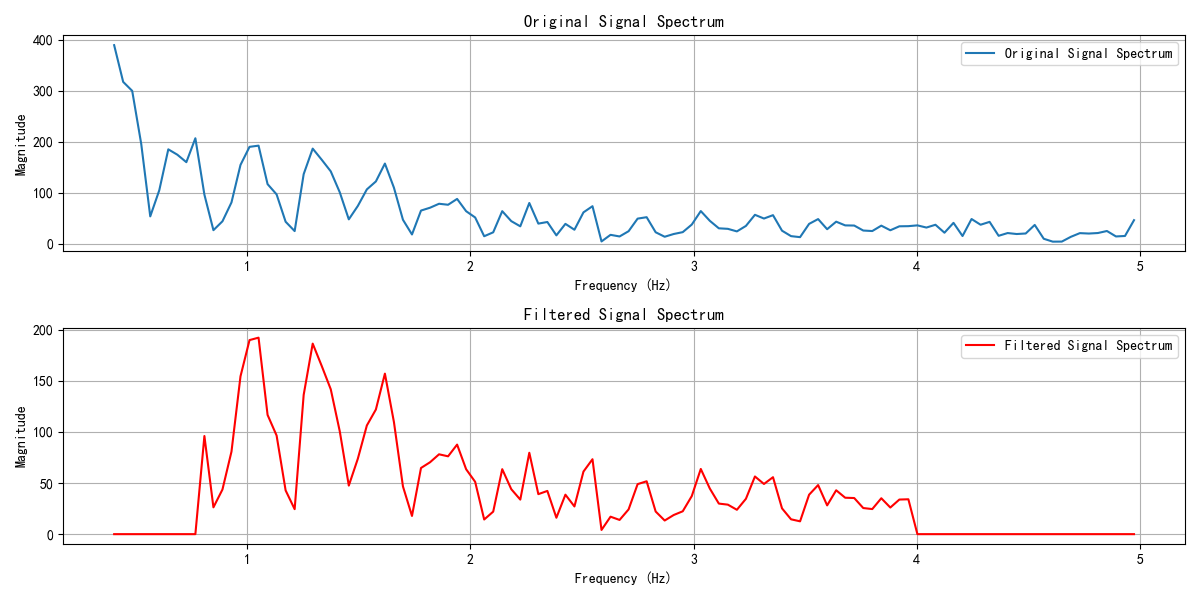 Original Signal Spectrum
400
300
200
100
0
Magnitude
Original Signal Spectrum
1
2
3
4
5
Frequency (Hz)
Filtered Signal Spectrum
200
150
100
50
0
Magnitude
Filtered Signal Spectrum
1
2
3
4
5
Frequency (Hz)